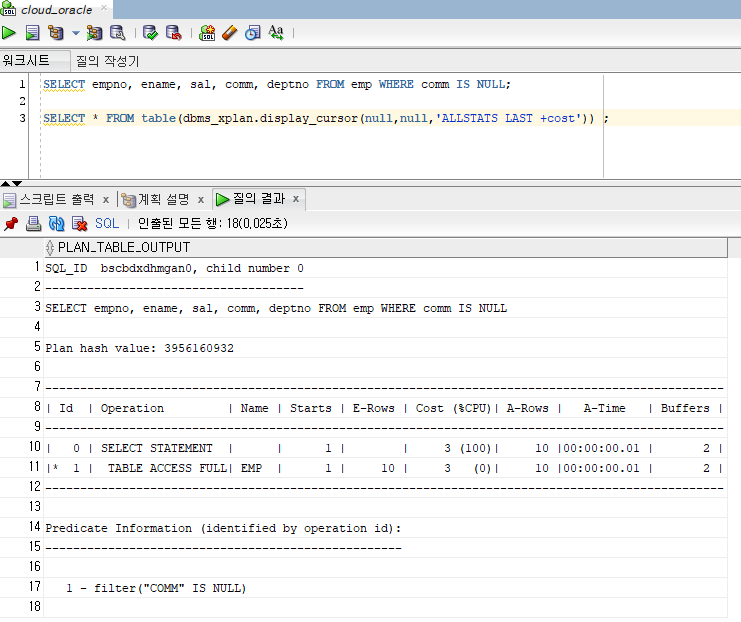 cloud_oracle
워크시트 질의 작성기
1 SELECT empno, ename, sal, comm, deptno FROM emp WHERE comm IS NULL;
2
3 SELECT * FROM table(dbms_xplan.display_cursor(null,null,'ALLSTATS LAST +cost')) ;
스크립트 출력 x 계획 설명 x 질의 결과 x
SQL | 인출된 모든 행: 18(0,025초)
PLAN_TABLE_OUTPUT
1 SQL_ID  bscbdxdhmgan0, child number 0
2 -------------------------------------
3 SELECT empno, ename, sal, comm, deptno FROM emp WHERE comm IS NULL
4
5 Plan hash value: 3956160932
6
7 --------------------------------------------------------------------------------------------------
8 | Id  | Operation         | Name | Starts | E-Rows | Cost (%CPU)| A-Rows |   A-Time   | Buffers |
9 --------------------------------------------------------------------------------------------------
10 |   0 | SELECT STATEMENT  |      |      1 |        |     3 (100)|     10 |00:00:00.01 |       2 |
11 |*  1 |  TABLE ACCESS FULL| EMP  |      1 |     10 |     3   (0)|     10 |00:00:00.01 |       2 |
12 --------------------------------------------------------------------------------------------------
13
14 Predicate Information (identified by operation id):
15 ---------------------------------------------------
16
17    1 - filter("COMM" IS NULL)
18